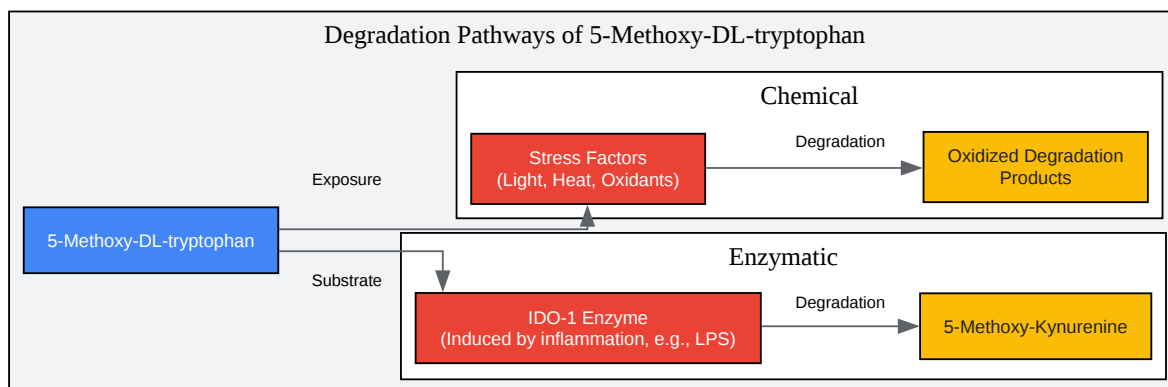 Degradation Pathways of 5-Methoxy-DL-tryptophan
Chemical
Stress Factors
(Light, Heat, Oxidants)
Degradation
Oxidized Degradation
Products
Exposure
5-Methoxy-DL-tryptophan
Substrate
Enzymatic
IDO-1 Enzyme
(Induced by inflammation, e.g., LPS)
Degradation
5-Methoxy-Kynurenine